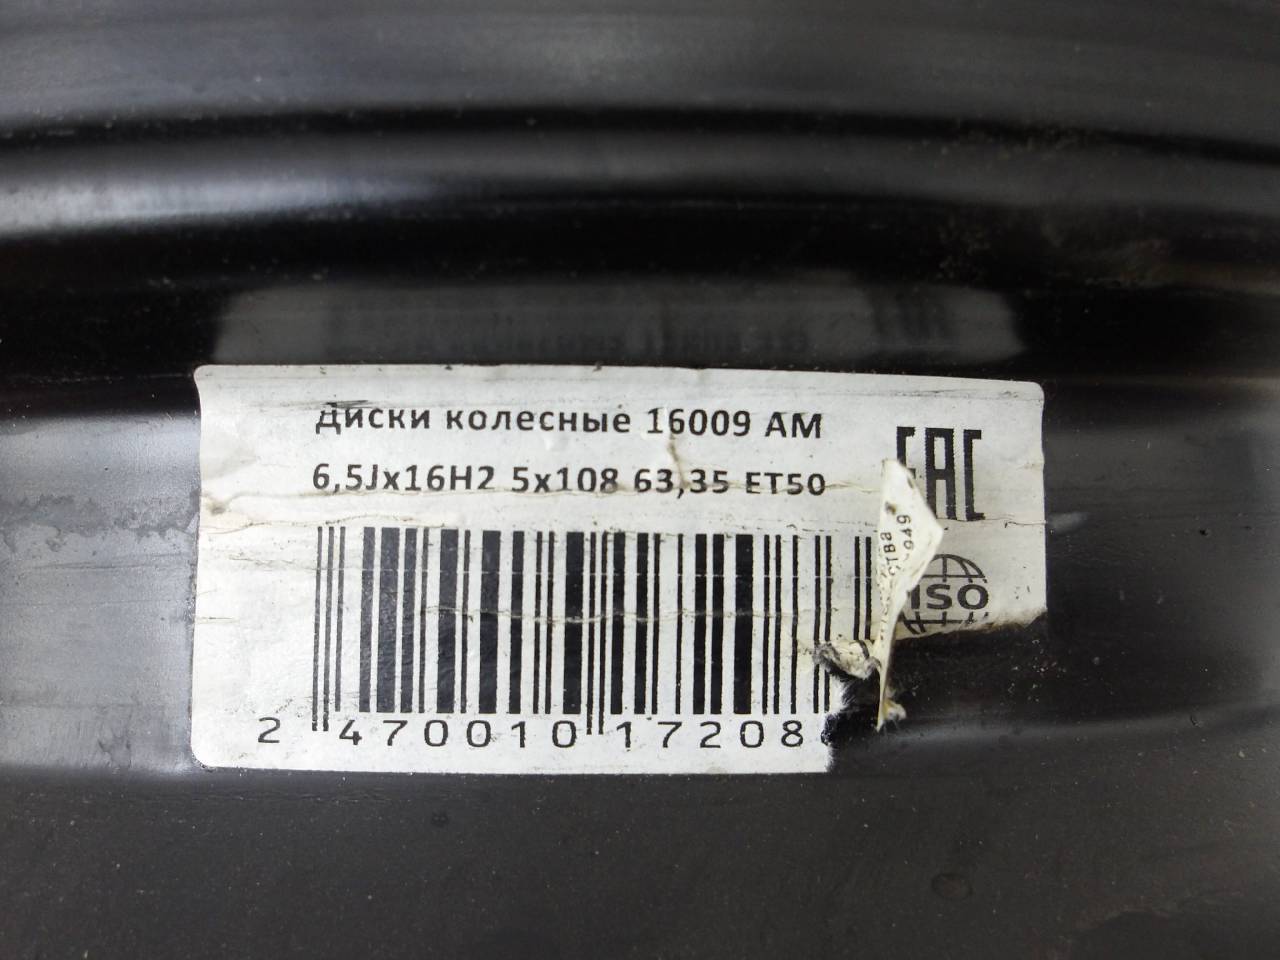 Диски колесные 16009 АМ
6,5Jx16H2 5x108 63,35 ET50
EAC
ISO
2 470010 17208